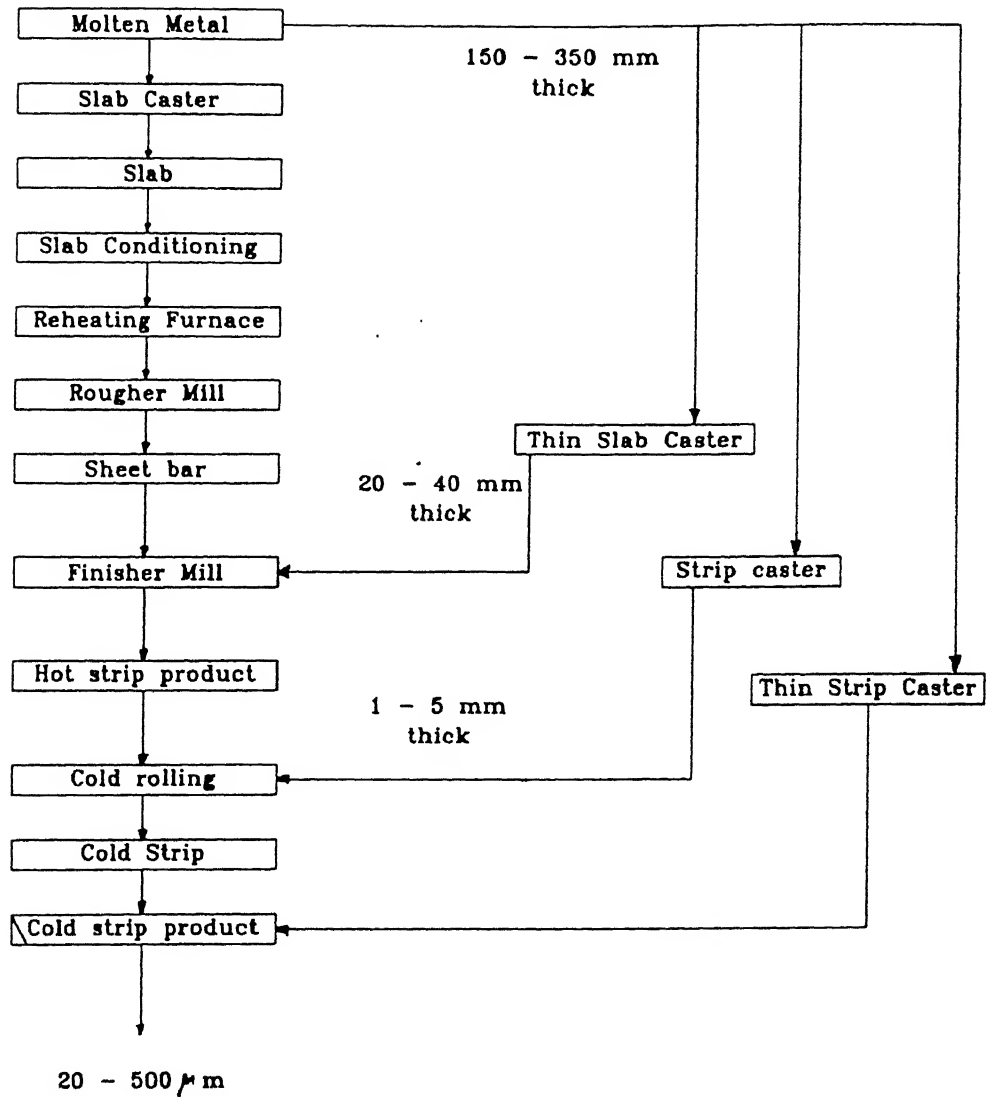 Molten Metal
150 - 350 mm
thick
Slab Caster
Slab
Slab Conditioning
Reheating Furnace
Rougher Mill
Thin Slab Caster
Sheet bar
20 - 40 mm
thick
Finisher Mill
Strip caster
Hot strip product
Thin Strip Caster
1 - 5 mm
thick
Cold rolling
Cold Strip
Cold strip product
20 - 500 μm